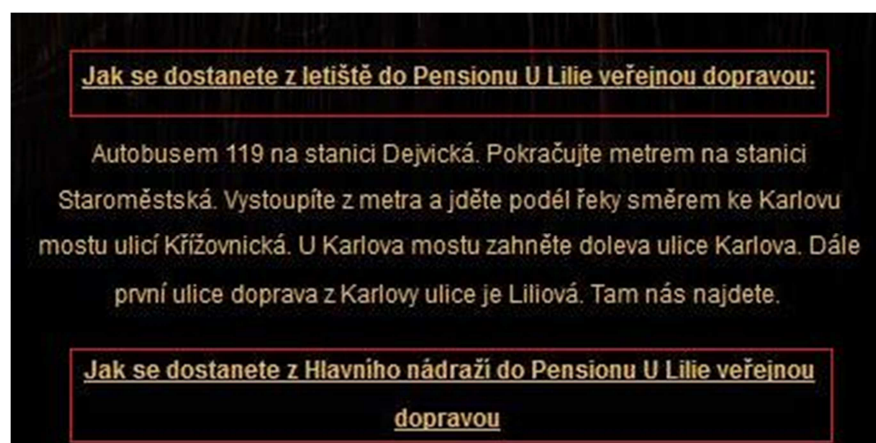 Jak se dostanete z letiště do Pensionu U Lilie veřejnou dopravou:
Autobusem 119 na stanici Dejvická. Pokračujte metrem na stanici
Staroměstská. Vystoupíte z metra a jděte podél řeky směrem ke Karlovu
mostu ulicí Křížovnická. U Karlova mostu zahněte doleva ulice Karlova. Dále
první ulice doprava z Karlovy ulice je Liliová. Tam nás najdete.
Jak se dostanete z Hlavního nádraží do Pensionu U Lilie veřejnou
dopravou